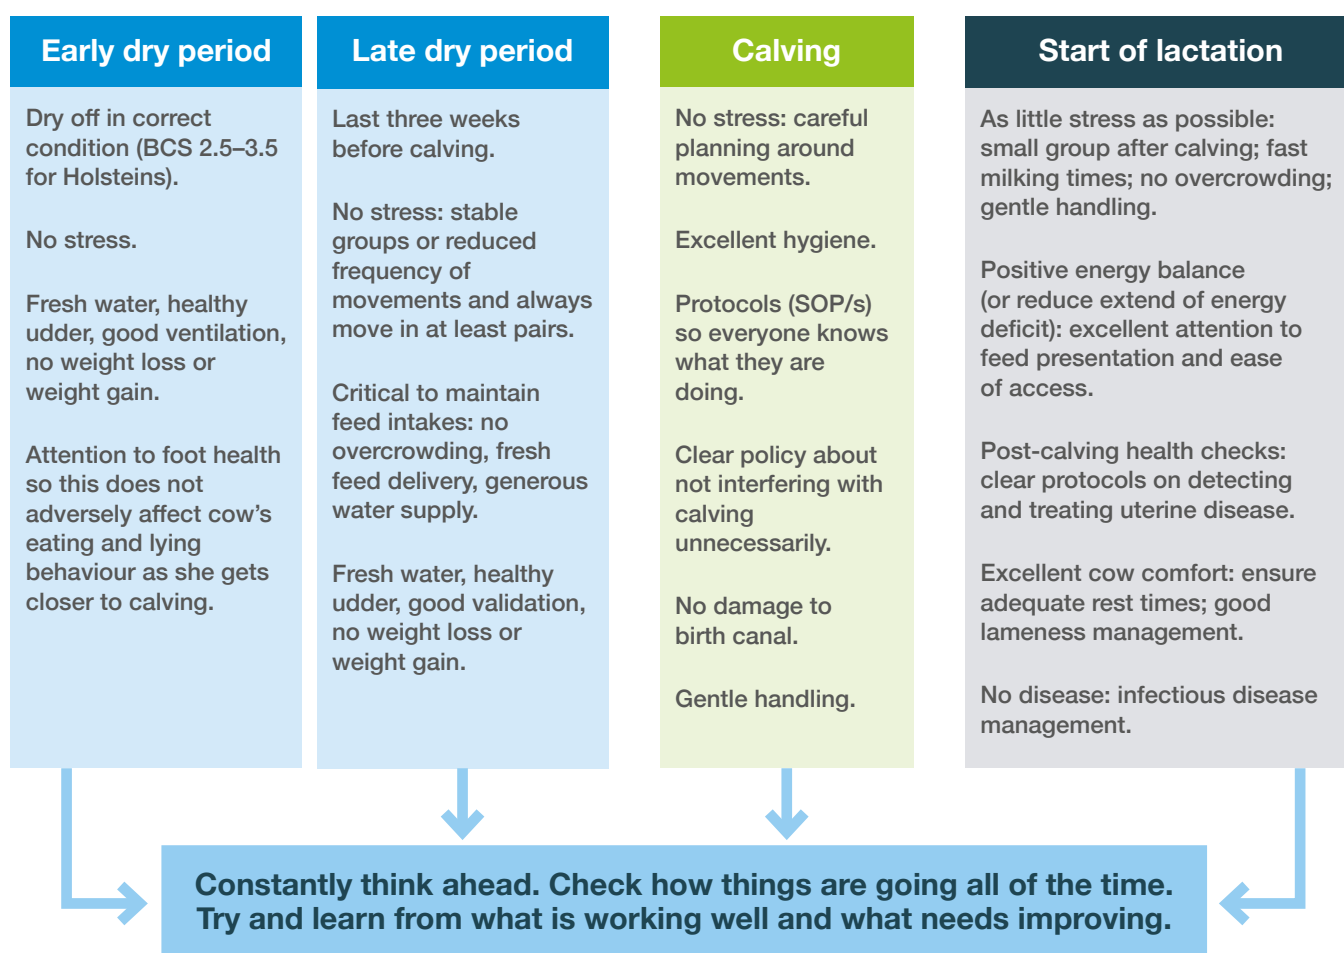 Early dry period
Dry off in correct
condition (BCS 2.5–3.5
for Holsteins).
No stress.
Fresh water, healthy
udder, good ventilation,
no weight loss or
weight gain.
Attention to foot health
so this does not
adversely affect cow’s
eating and lying
behaviour as she gets
closer to calving.
Late dry period
Last three weeks
before calving.
No stress: stable
groups or reduced
frequency of
movements and always
move in at least pairs.
Critical to maintain
feed intakes: no
overcrowding, fresh
feed delivery, generous
water supply.
Fresh water, healthy
udder, good validation,
no weight loss or
weight gain.
Calving
No stress: careful
planning around
movements.
Excellent hygiene.
Protocols (SOP/s)
so everyone knows
what they are
doing.
Clear policy about
not interfering with
calving
unnecessarily.
No damage to
birth canal.
Gentle handling.
Start of lactation
As little stress as possible:
small group after calving; fast
milking times; no overcrowding;
gentle handling.
Positive energy balance
(or reduce extend of energy
deficit): excellent attention to
feed presentation and ease
of access.
Post-calving health checks:
clear protocols on detecting
and treating uterine disease.
Excellent cow comfort: ensure
adequate rest times; good
lameness management.
No disease: infectious disease
management.
Constantly think ahead. Check how things are going all of the time.
Try and learn from what is working well and what needs improving.